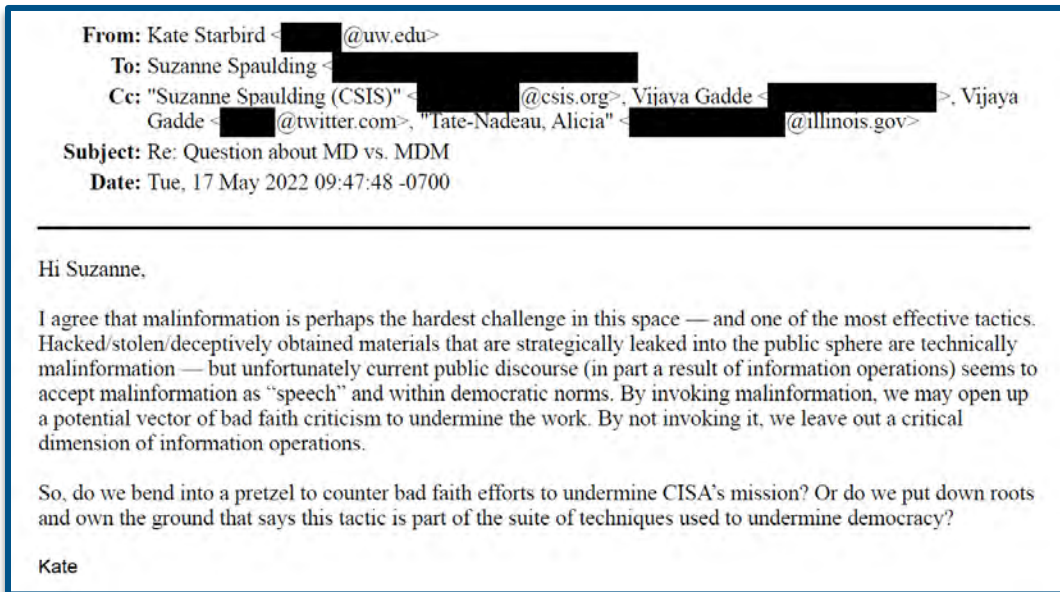 From: Kate Starbird < @uw.edu>
To: Suzanne Spaulding <
Cc: "Suzanne Spaulding (CSIS)" < @csis.org>, Vijaya Gadde < >, Vijaya
Gadde < @twitter.com>, "Tate-Nadeau, Alicia" < @illinois.gov>
Subject: Re: Question about MD vs. MDM
Date: Tue, 17 May 2022 09:47:48 -0700
Hi Suzanne,
I agree that malinformation is perhaps the hardest challenge in this space — and one of the most effective tactics.
Hacked/stolen/deceptively obtained materials that are strategically leaked into the public sphere are technically
malinformation — but unfortunately current public discourse (in part a result of information operations) seems to
accept malinformation as “speech” and within democratic norms. By invoking malinformation, we may open up
a potential vector of bad faith criticism to undermine the work. By not invoking it, we leave out a critical
dimension of information operations.
So, do we bend into a pretzel to counter bad faith efforts to undermine CISA’s mission? Or do we put down roots
and own the ground that says this tactic is part of the suite of techniques used to undermine democracy?
Kate